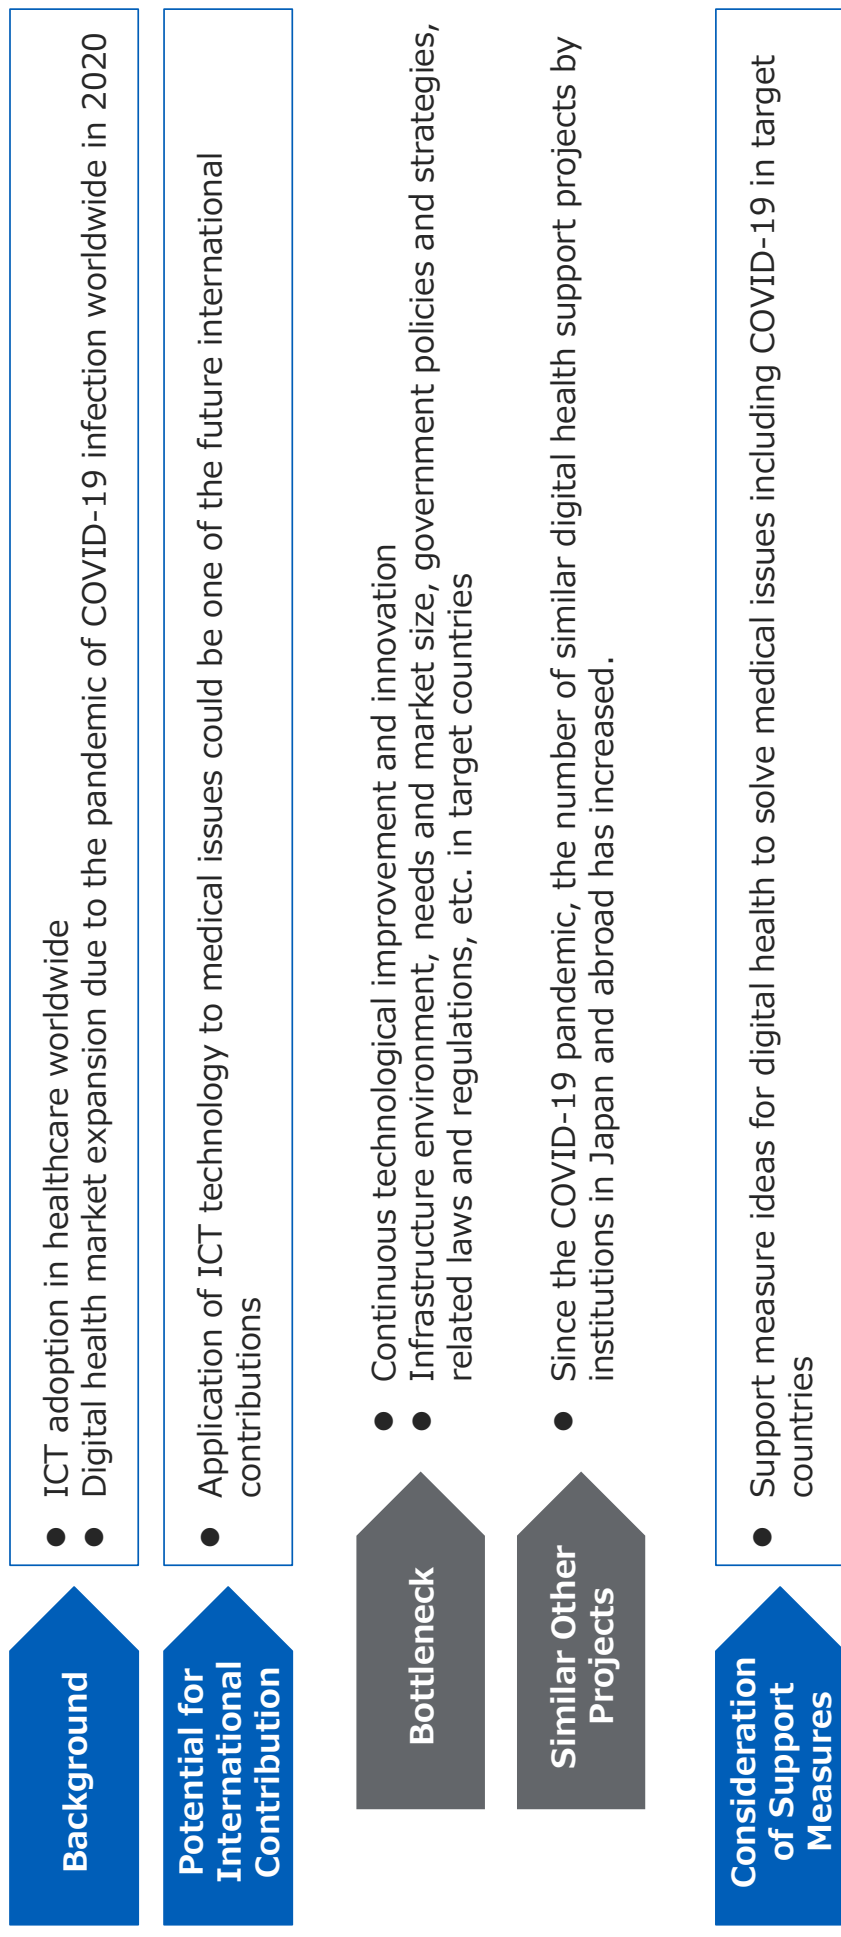 Background
● ICT adoption in healthcare worldwide
● Digital health market expansion due to the pandemic of COVID-19 infection worldwide in 2020
Potential for
International
Contribution
● Application of ICT technology to medical issues could be one of the future international
contributions
Bottleneck
● Continuous technological improvement and innovation
● Infrastructure environment, needs and market size, government policies and strategies,
related laws and regulations, etc. in target countries
Similar Other
Projects
● Since the COVID-19 pandemic, the number of similar digital health support projects by
institutions in Japan and abroad has increased.
Consideration
of Support
Measures
● Support measure ideas for digital health to solve medical issues including COVID-19 in target
countries